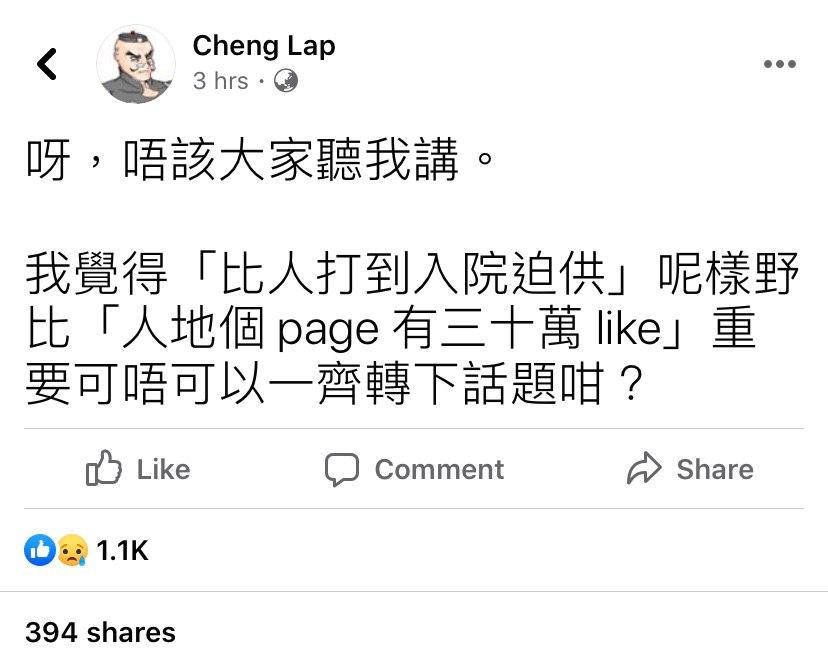 Cheng Lap
3 hrs ·
呀，唔該大家聽我講。
我覺得「比人打到入院迫供」呢樣野
比「人地個 page 有三十萬 like」重
要可唔可以一齊轉下話題咁？
Like Comment Share
1.1K
394 shares